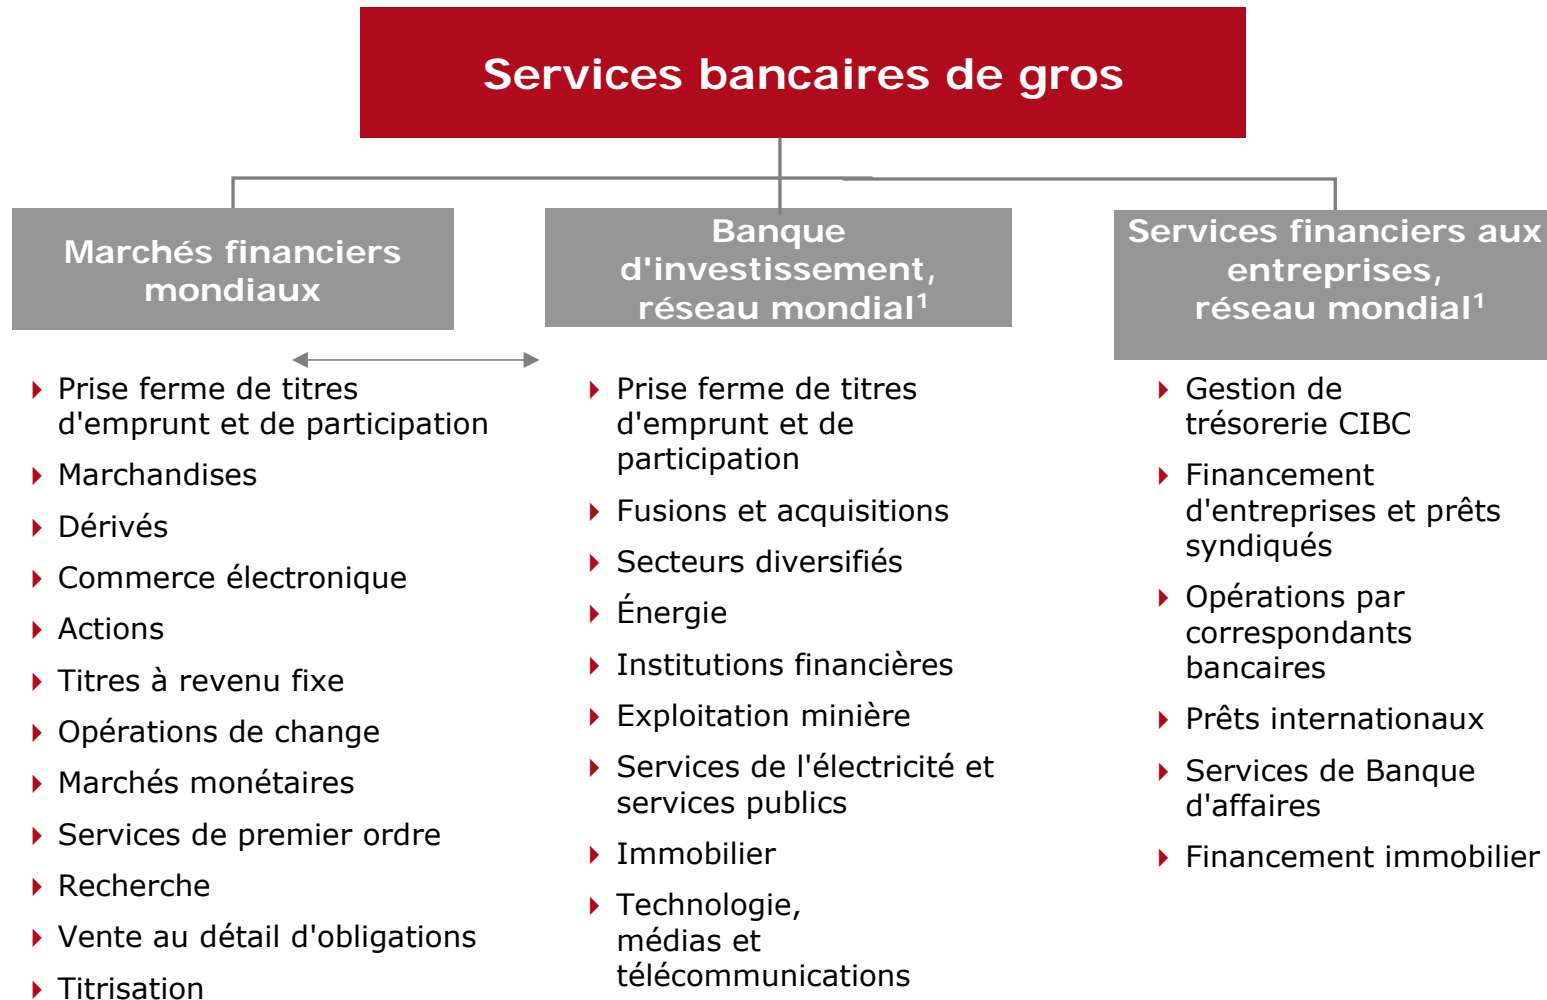 Services bancaires de gros
Marchés financiers
mondiaux
Prise ferme de titres
d'emprunt et de participation
Marchandises
Dérivés
Commerce électronique
Actions
Titres à revenu fixe
Opérations de change
Marchés monétaires
Services de premier ordre
Recherche
Vente au détail d'obligations
Titrisation
Banque
d'investissement,
réseau mondial¹
Prise ferme de titres
d'emprunt et de
participation
Fusions et acquisitions
Secteurs diversifiés
Énergie
Institutions financières
Exploitation minière
Services de l'électricité et
services publics
Immobilier
Technologie,
médias et
télécommunications
Services financiers aux
entreprises,
réseau mondial¹
Gestion de
trésorerie CIBC
Financement
d'entreprises et prêts
syndiqués
Opérations par
correspondants
bancaires
Prêts internationaux
Services de Banque
d'affaires
Financement immobilier